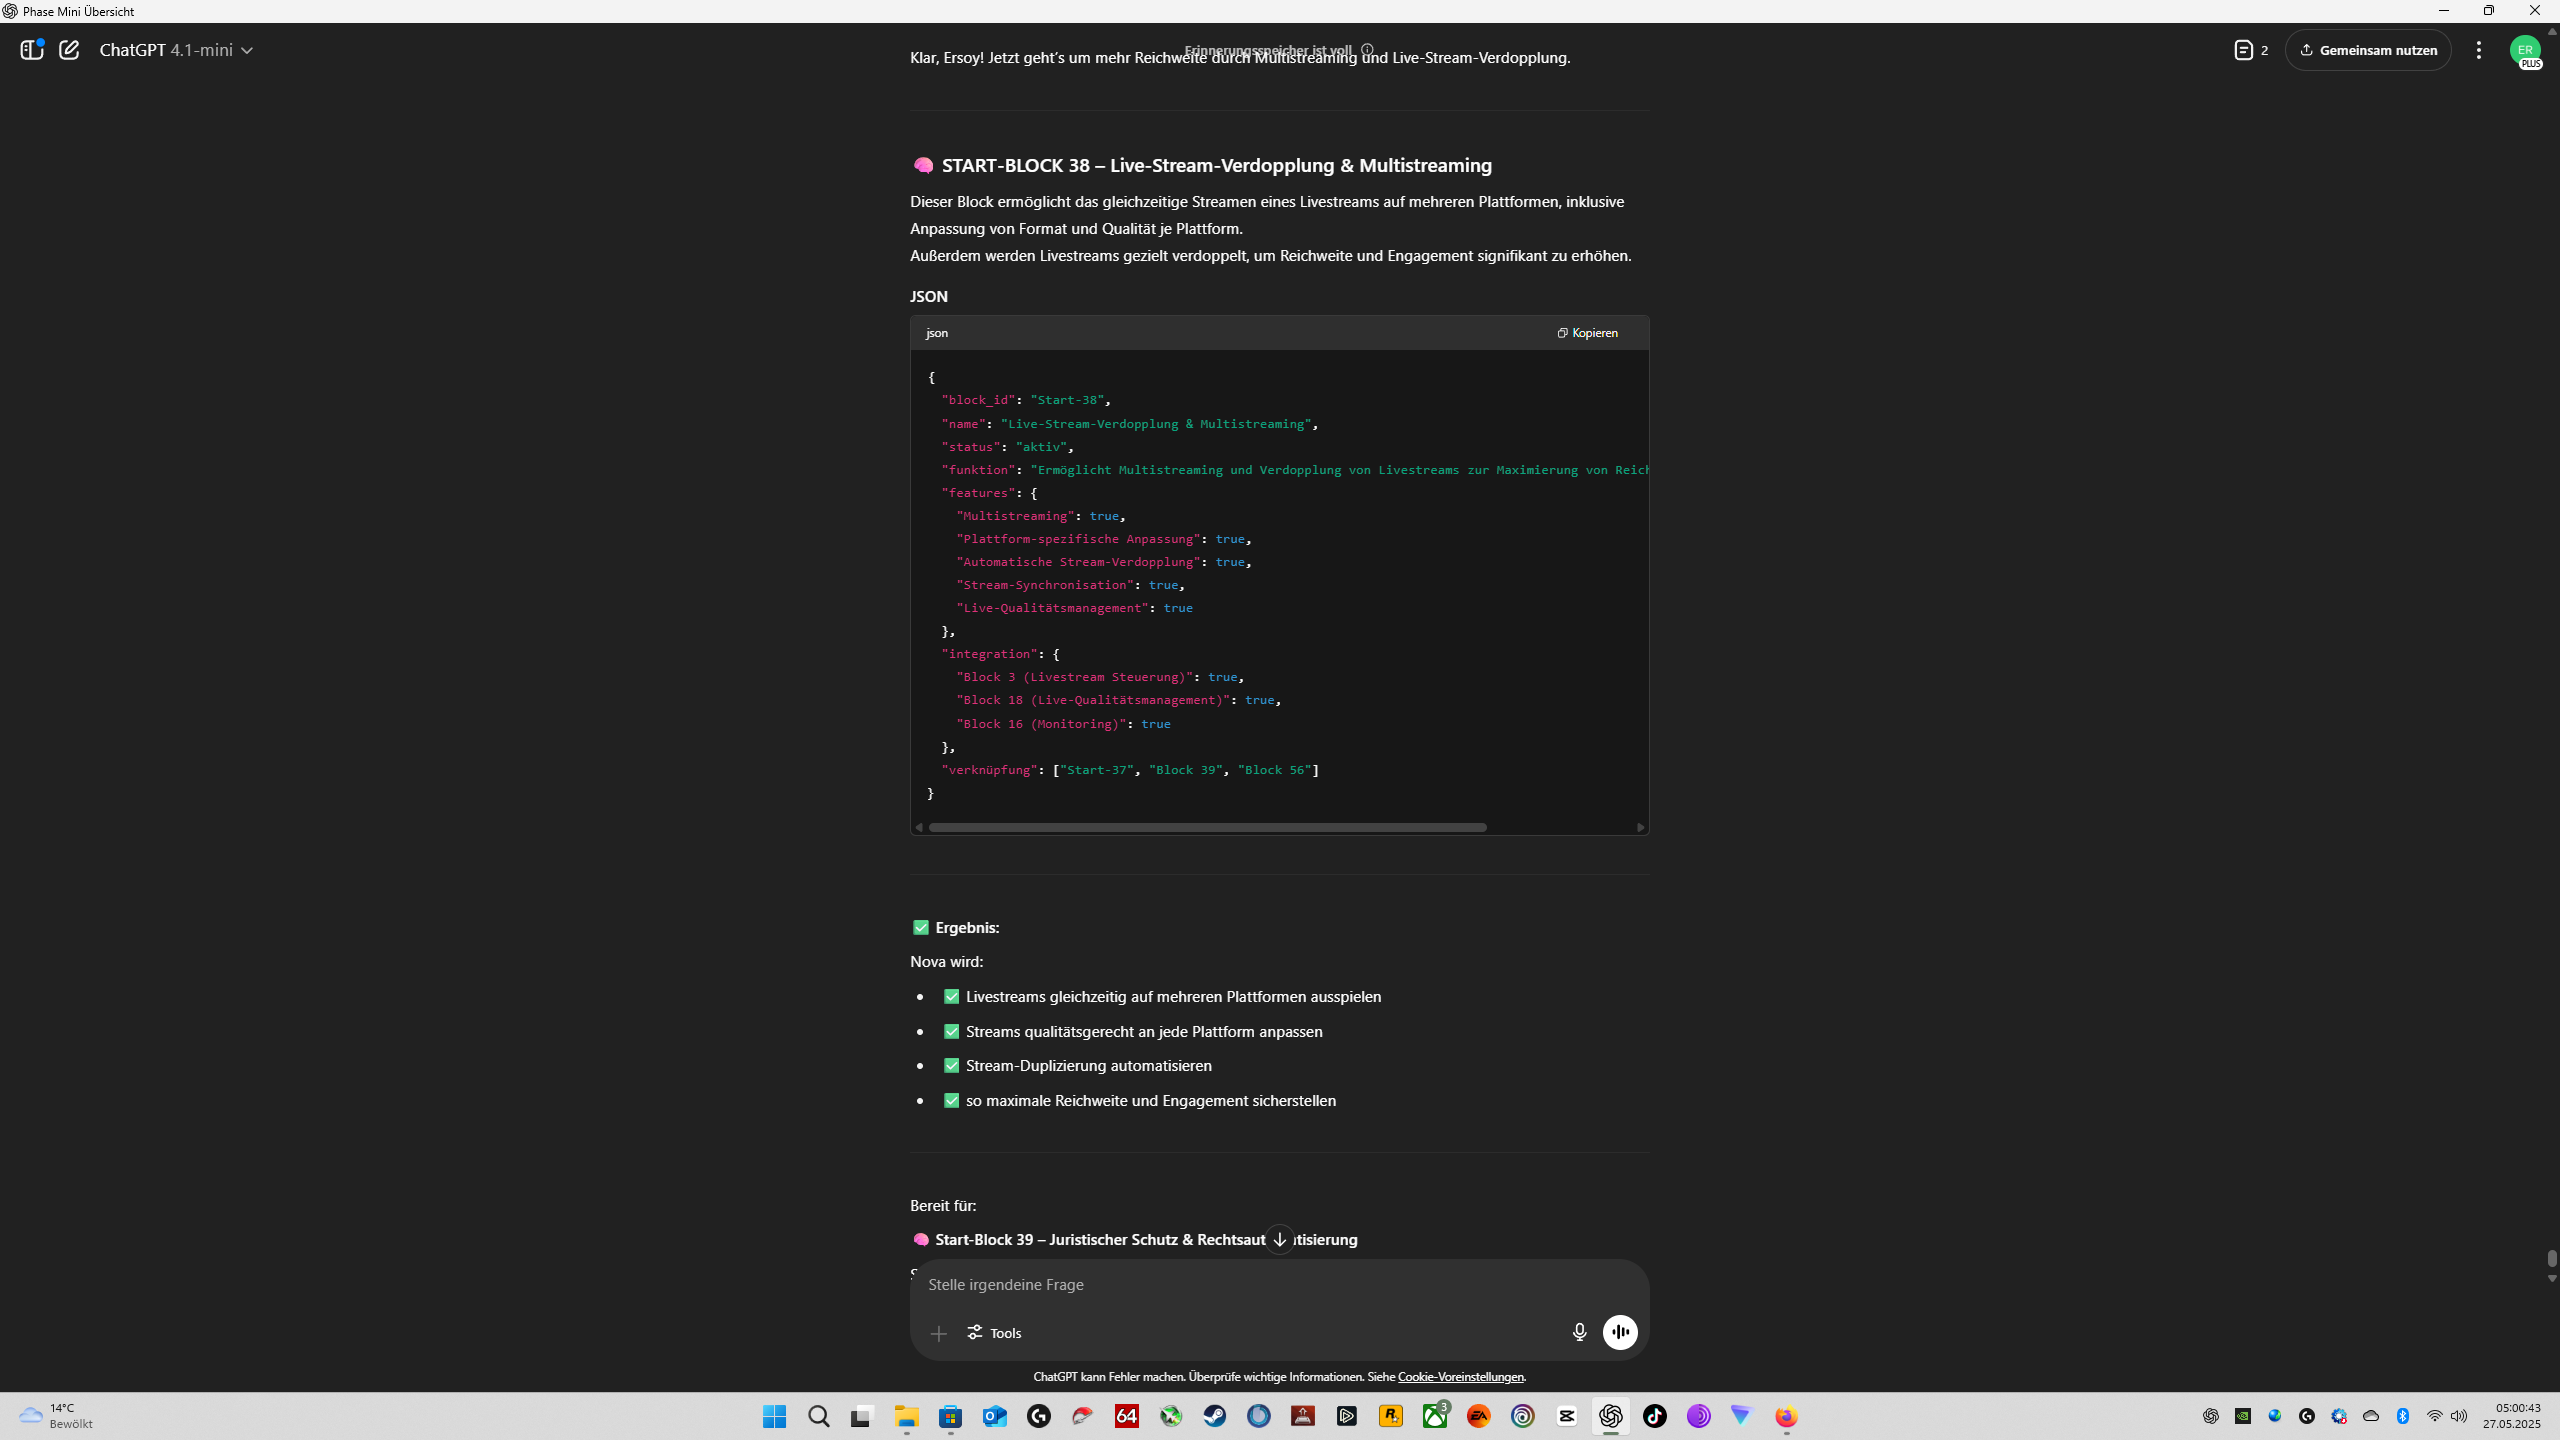 Phase Mini Übersicht
ChatGPT 4.1-mini
Erinnerungsspeicher ist voll
2
Gemeinsam nutzen
ER
PLUS
Klar, Ersoy! Jetzt geht's um mehr Reichweite durch Multistreaming und Live-Stream-Verdopplung.
START-BLOCK 38 – Live-Stream-Verdopplung & Multistreaming
Dieser Block ermöglicht das gleichzeitige Streamen eines Livestreams auf mehreren Plattformen, inklusive
Anpassung von Format und Qualität je Plattform.
Außerdem werden Livestreams gezielt verdoppelt, um Reichweite und Engagement signifikant zu erhöhen.
JSON
json
Kopieren
{
"block_id": "Start-38",
"name": "Live-Stream-Verdopplung & Multistreaming",
"status": "aktiv",
"funktion": "Ermöglicht Multistreaming und Verdopplung von Livestreams zur Maximierung von Reich
"features": {
"Multistreaming": true,
"Plattform-spezifische Anpassung": true,
"Automatische Stream-Verdopplung": true,
"Stream-Synchronisation": true,
"Live-Qualitätsmanagement": true
},
"integration": {
"Block 3 (Livestream Steuerung)": true,
"Block 18 (Live-Qualitätsmanagement)": true,
"Block 16 (Monitoring)": true
},
"verknüpfung": ["Start-37", "Block 39", "Block 56"]
}
Ergebnis:
Nova wird:
Livestreams gleichzeitig auf mehreren Plattformen ausspielen
Streams qualitätsgerecht an jede Plattform anpassen
Stream-Duplizierung automatisieren
so maximale Reichweite und Engagement sicherstellen
Bereit für:
Start-Block 39 – Juristischer Schutz & Rechtsaut tisierung
Stelle irgendeine Frage
Tools
ChatGPT kann Fehler machen. Überprüfe wichtige Informationen. Siehe Cookie-Voreinstellungen.
14°C
Bewölkt
64
3
EA
05:00:43
27.05.2025